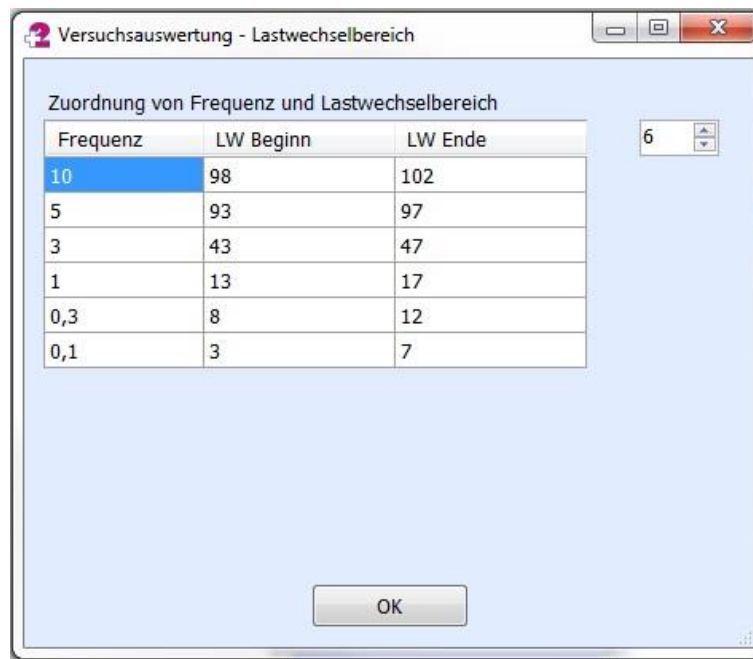 Versuchsauswertung - Lastwechselbereich
Zuordnung von Frequenz und Lastwechselbereich
Frequenz LW Beginn LW Ende 6
10 98 102
5 93 97
3 43 47
1 13 17
0,3 8 12
0,1 3 7
OK